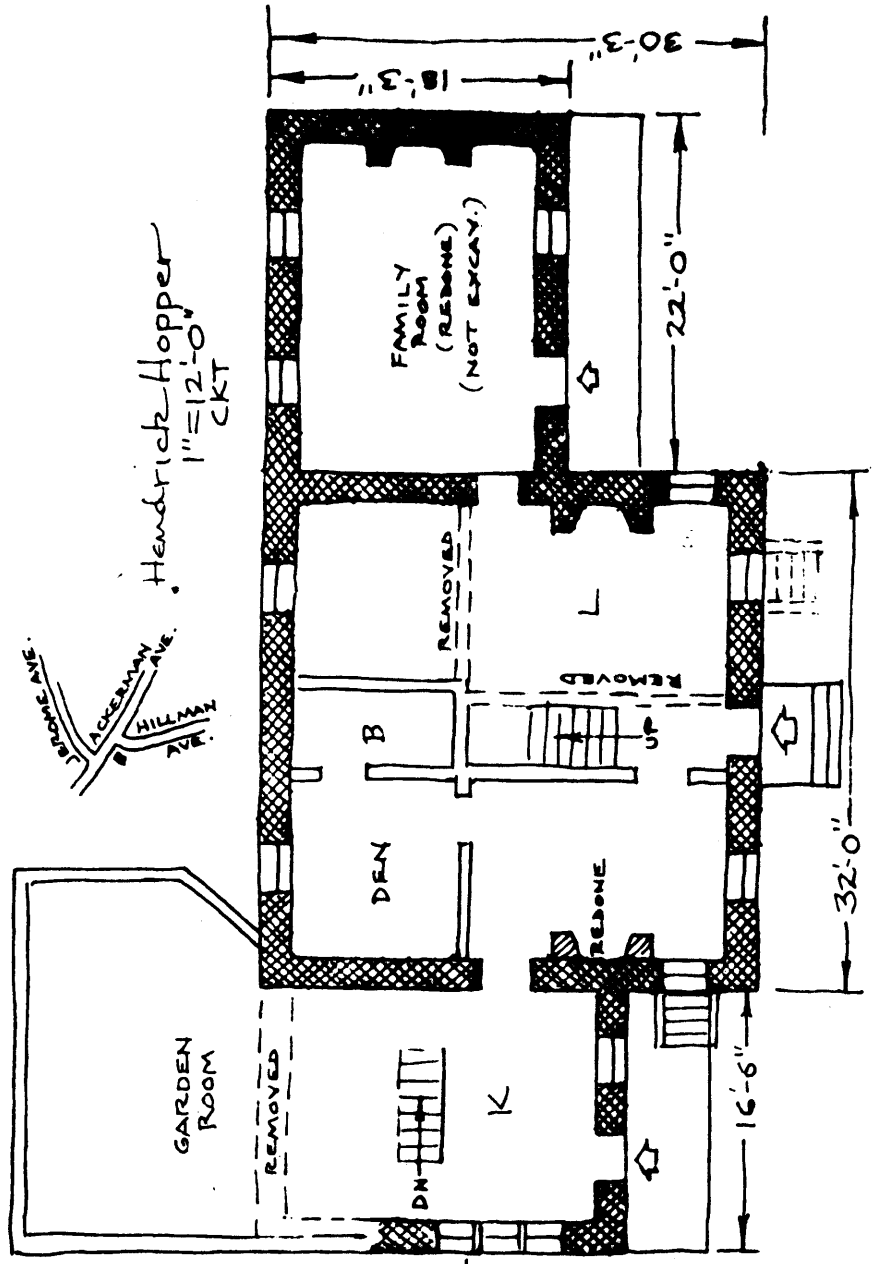 Hendrick Hopper
1"=12'-0"
CKT
JEROME AVE.
ACKERMAN
AVE.
HILLMAN
AVE.
30'-3"
18'-3"
22'-0"
32'-0"
16'-6"
FAMILY
ROOM
(REDONE)
(NOT EXCAV.)
REMOVED
L
REMOVED
UP
B
DEN
REDONE
GARDEN
ROOM
REMOVED
DN
K